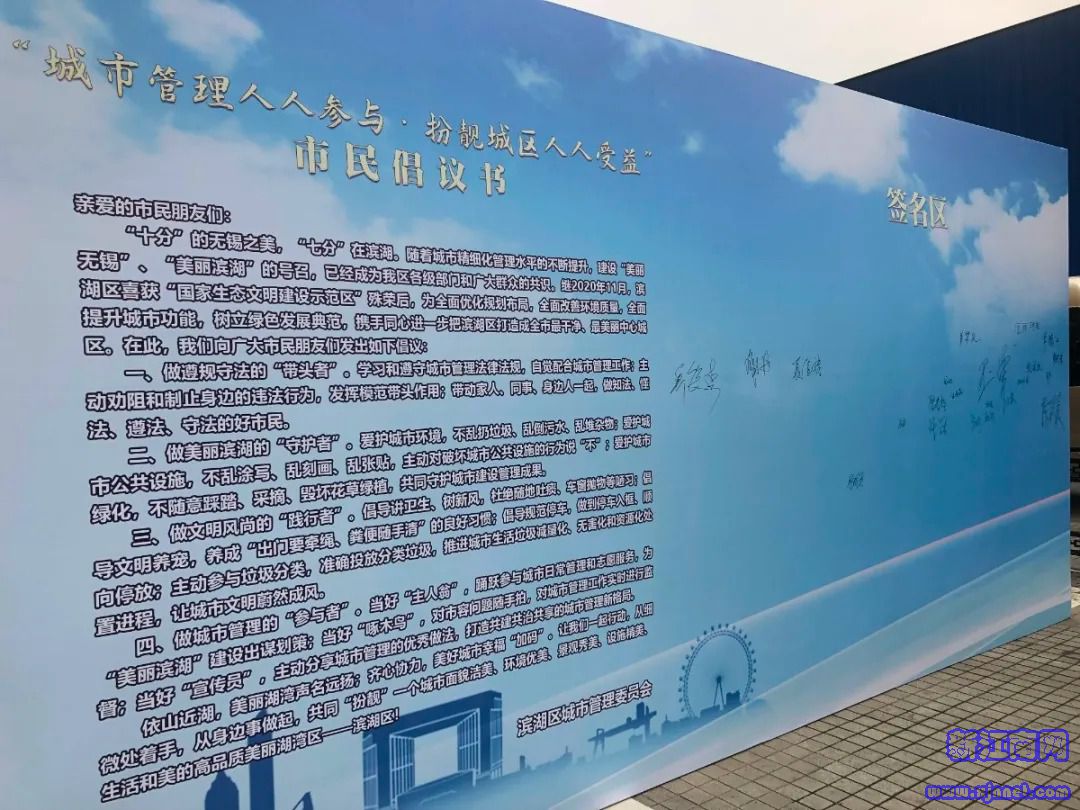 “城市管理人人参与·扮靓城区人人受益”
市民倡议书
亲爱的市民朋友们：
“十分”的无锡之美，“七分”在滨湖。随着城市精细化管理水平的不断提升，建设“美丽
无锡”、“美丽滨湖”的号召，已经成为我区各级部门和广大群众的共识。继2020年11月，滨
湖区喜获“国家生态文明建设示范区”殊荣后，为全面优化规划布局，全面改善环境质量，全面
提升城市功能，树立绿色发展典范，携手同心进一步把滨湖区打造成全市最干净、最美丽中心城
区。在此，我们向广大市民朋友们发出如下倡议:
一、做遵规守法的“带头者”。学习和遵守城市管理法律法规，自觉配合城市管理工作；主
动劝阻和制止身边的违法行为，发挥模范带头作用；带动家人、同事、身边人一起，做知法、懂
法、遵法、守法的好市民。
二、做美丽滨湖的“守护者”。爱护城市环境，不乱扔垃圾、乱倒污水、乱堆杂物；爱护城
市公共设施，不乱涂写、乱刻画、乱张贴，主动对破坏城市公共设施的行为说“不”；爱护城市
绿化，不随意踩踏、采摘、毁坏花草绿植，共同守护城市建设管理成果。
三、做文明风尚的“践行者”。倡导讲卫生、树新风，杜绝随地吐痰、车窗抛物等陋习；倡
导文明养宠，养成“出门要牵绳、粪便随手清”的良好习惯；倡导规范停车，做到停车入框、顺
向停放；主动参与垃圾分类，准确投放分类垃圾，推进城市生活垃圾减量化、无害化和资源化处
置进程，让城市文明蔚然成风。
四、做城市管理的“参与者”。当好“主人翁”，踊跃参与城市日常管理和志愿服务，为
“美丽滨湖”建设出谋划策；当好“啄木鸟”，对市容问题随手拍，对城市管理工作实时进行监
督；当好“宣传员”，主动分享城市管理的优秀做法，打造共建共治共享的城市管理新格局。
依山近湖，美丽湖湾声名远扬；齐心协力，美好城市幸福“加码”。让我们一起行动，从细
微处着手，从身边事做起，共同“扮靓”一个城市面貌洁美、环境优美、景观秀美、设施精美、
生活和美的高品质美丽湖湾区——滨湖区！
滨湖区城市管理委员会
签名区
新江南网
www.xjanel.com